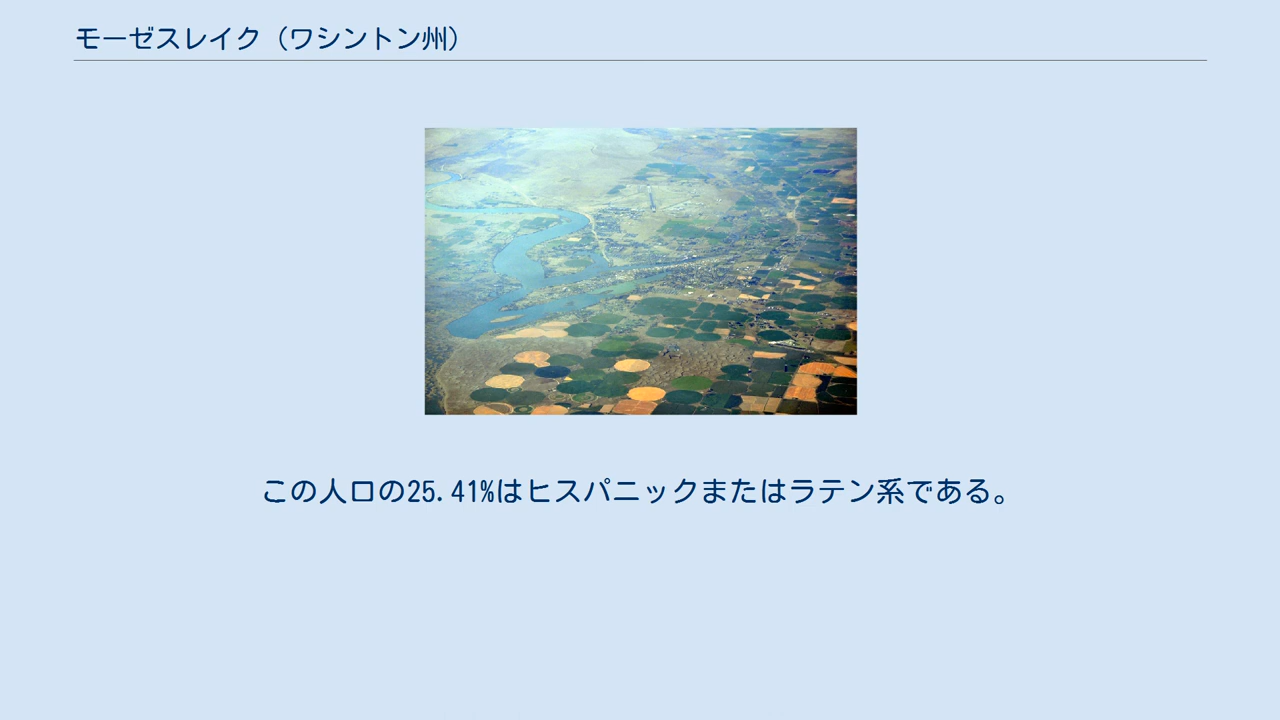 モーゼスレイク（ワシントン州）
この人口の25.41%はヒスパニックまたはラテン系である。